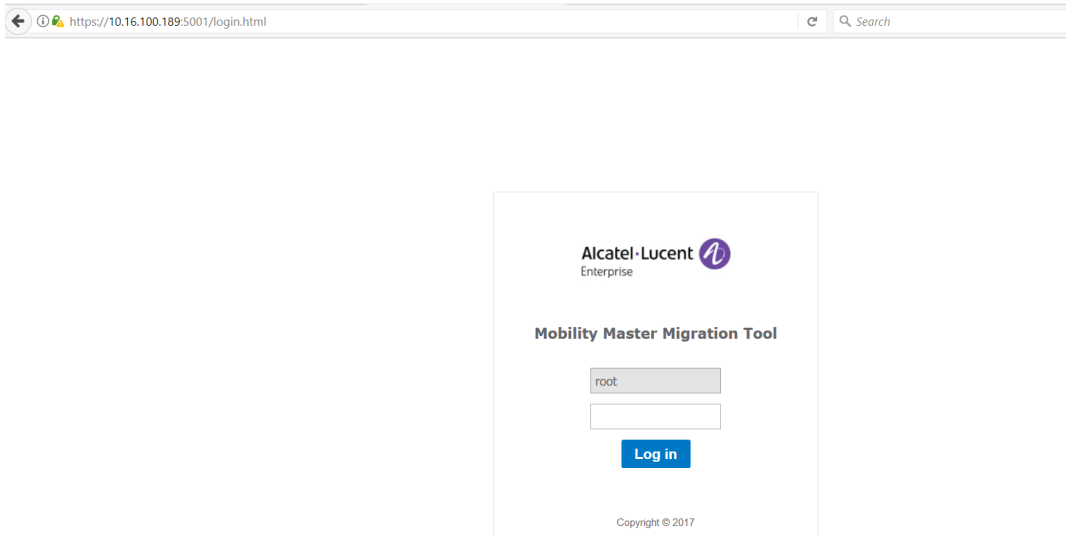 https://10.16.100.189:5001/login.html
Search
Alcatel·Lucent
Enterprise
Mobility Master Migration Tool
root
Log in
Copyright © 2017